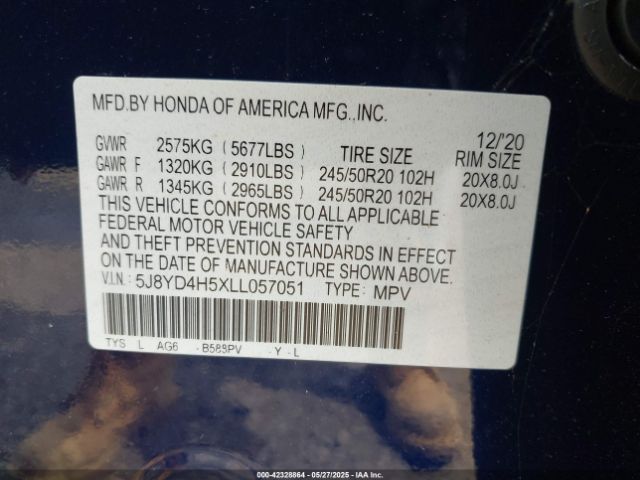 MFD.BY HONDA OF AMERICA MFG.,INC.
12/'20
GVWR 2575KG (5677LBS) TIRE SIZE RIM SIZE
GAWR F 1320KG (2910LBS) 245/50R20 102H 20X8.0J
GAWR R 1345KG (2965LBS) 245/50R20 102H 20X8.0J
THIS VEHICLE CONFORMS TO ALL APPLICABLE
FEDERAL MOTOR VEHICLE SAFETY
AND THEFT PREVENTION STANDARDS IN EFFECT
ON THE DATE OF MANUFACTURE SHOWN ABOVE.
V.I.N.: 5J8YD4H5XLL057051 TYPE: MPV
TYS L AG6 B588PV Y-L
00-42328864 - 05/27/2025 - IAA Inc.